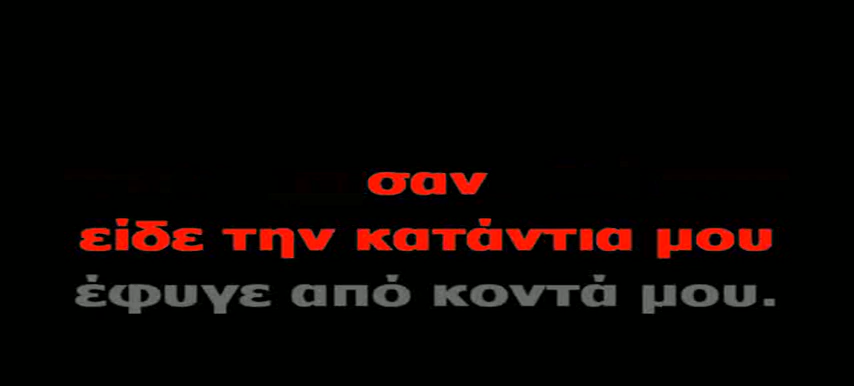 σαν
είδε την κατάντια μου
έφυγε από κοντά μου.